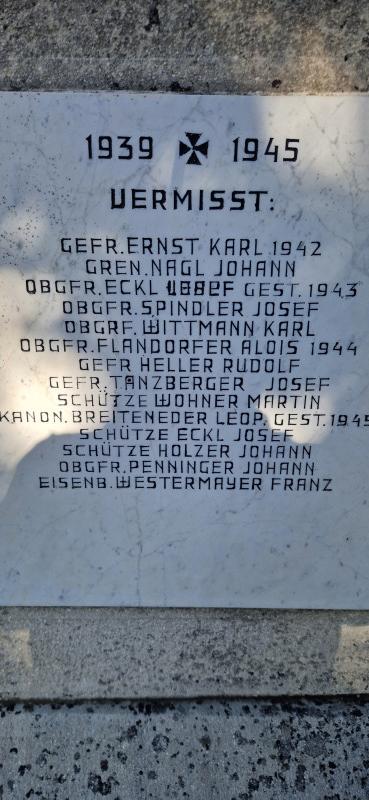 1939 ✠ 1945
VERMISST:
GEFR.ERNST KARL 1942
GREN.NAGL JOHANN
OBGFR.ECKL GEST.1943
OBGFR.SPINDLER JOSEF
OBGRF.WITTMANN KARL
OBGFR.FLANDORFER ALOIS 1944
GEFR HELLER RUDOLF
GEFR.TANZBERGER JOSEF
SCHÜTZE WOHNER MARTIN
KANON.BREITENEDER LEOP. GEST.1945
SCHÜTZE ECKL JOSEF
SCHÜTZE HOLZER JOHANN
OBGFR.PENNINGER JOHANN
EISENB.WESTERMAYER FRANZ